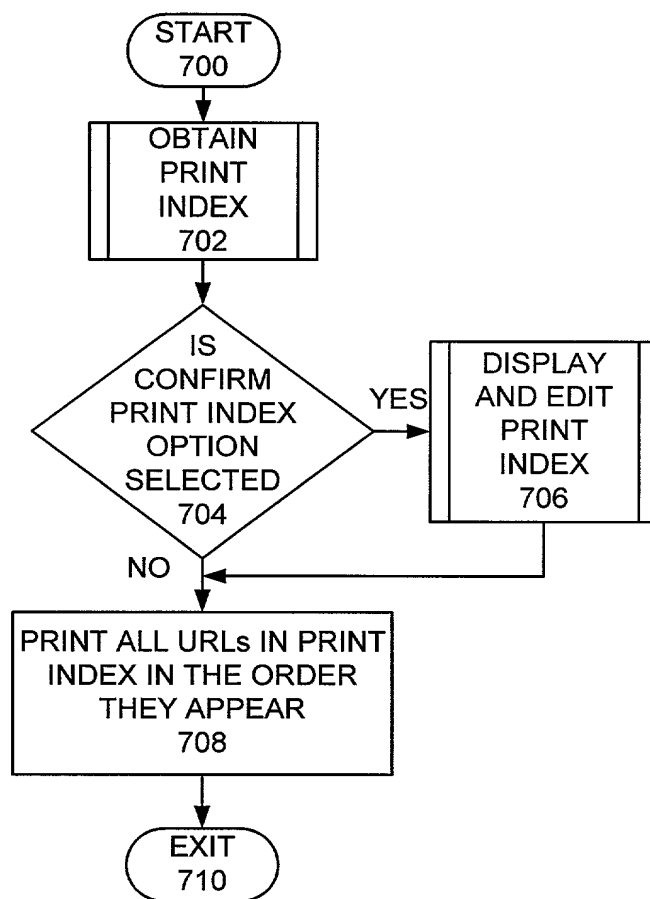 START
700
OBTAIN
PRINT
INDEX
702
IS
CONFIRM
PRINT INDEX
OPTION
SELECTED
704
YES
DISPLAY
AND EDIT
PRINT
INDEX
706
NO
PRINT ALL URLs IN PRINT
INDEX IN THE ORDER
THEY APPEAR
708
EXIT
710